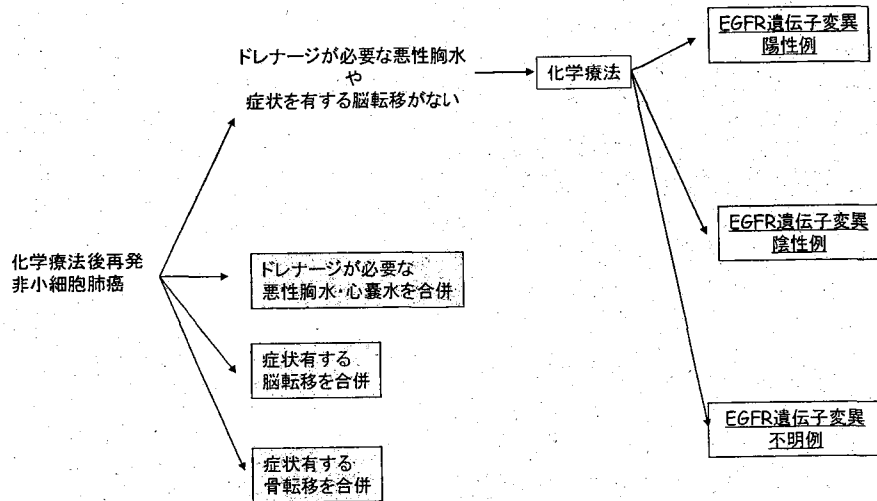 EGFR遺伝子変異
陽性例
ドレナージが必要な悪性胸水
や
症状を有する脳転移がない
化学療法
EGFR遺伝子変異
陰性例
化学療法後再発
非小細胞肺癌
ドレナージが必要な
悪性胸水・心嚢水を合併
症状有する
脳転移を合併
EGFR遺伝子変異
不明例
症状有する
骨転移を合併